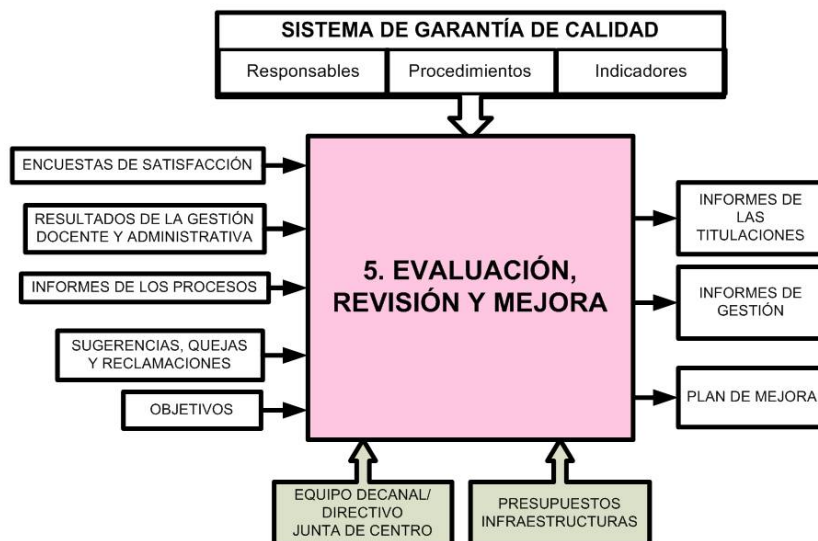 SISTEMA DE GARANTÍA DE CALIDAD
Responsables
Procedimientos
Indicadores
ENCUESTAS DE SATISFACCIÓN
RESULTADOS DE LA GESTIÓN
DOCENTE Y ADMINISTRATIVA
INFORMES DE LOS PROCESOS
SUGERENCIAS, QUEJAS
Y RECLAMACIONES
OBJETIVOS
5. EVALUACIÓN,
REVISIÓN Y MEJORA
INFORMES DE
LAS
TITULACIONES
INFORMES DE
GESTIÓN
PLAN DE MEJORA
EQUIPO DECANAL/
DIRECTIVO
JUNTA DE CENTRO
PRESUPUESTOS
INFRAESTRUCTURAS